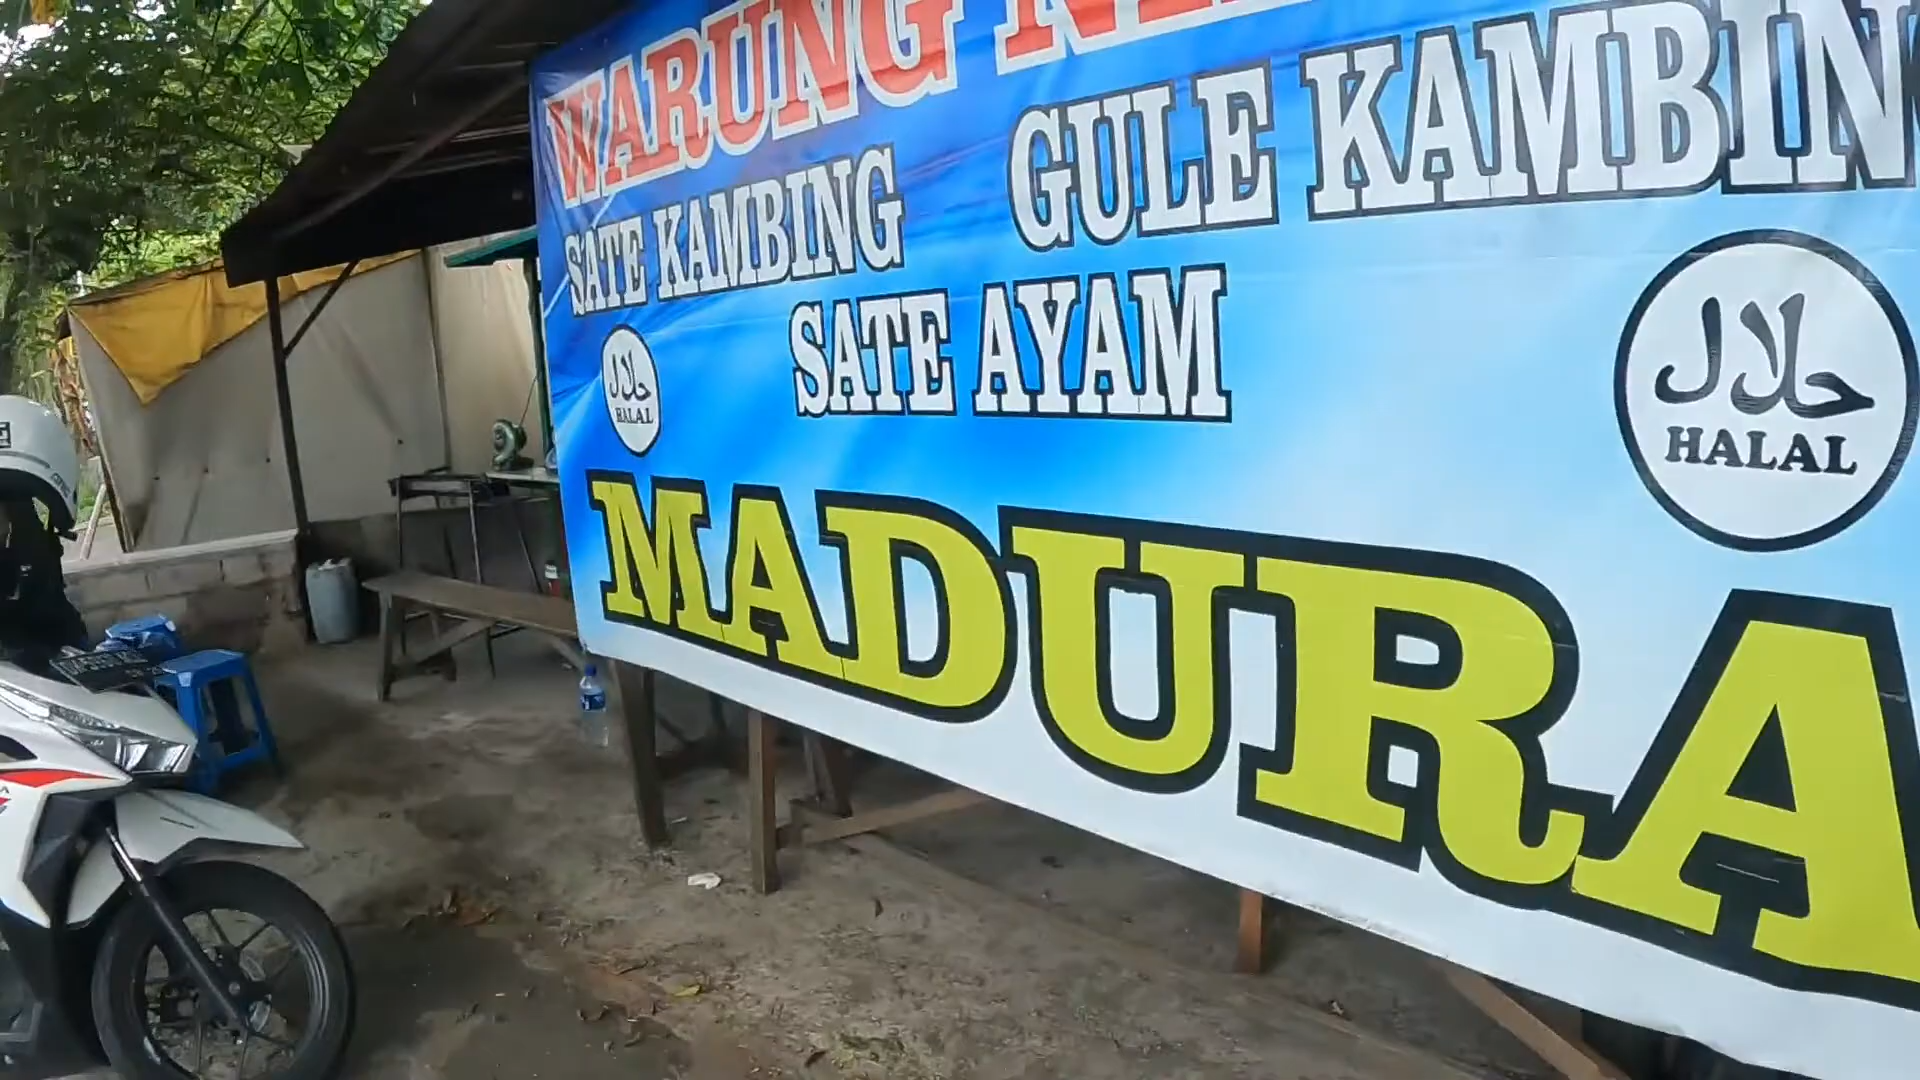 WARUNG
SATE KAMBING
GULE KAMBIN
SATE AYAM
حلال
HALAL
حلال
HALAL
MADURA